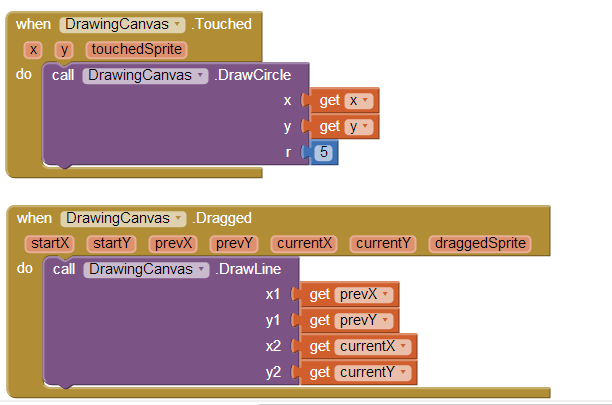 when DrawingCanvas .Touched
x y touchedSprite
do call DrawingCanvas .DrawCircle
x get x
y get y
r 5
when DrawingCanvas .Dragged
startX startY prevX prevY currentX currentY draggedSprite
do call DrawingCanvas .DrawLine
x1 get prevX
y1 get prevY
x2 get currentX
y2 get currentY